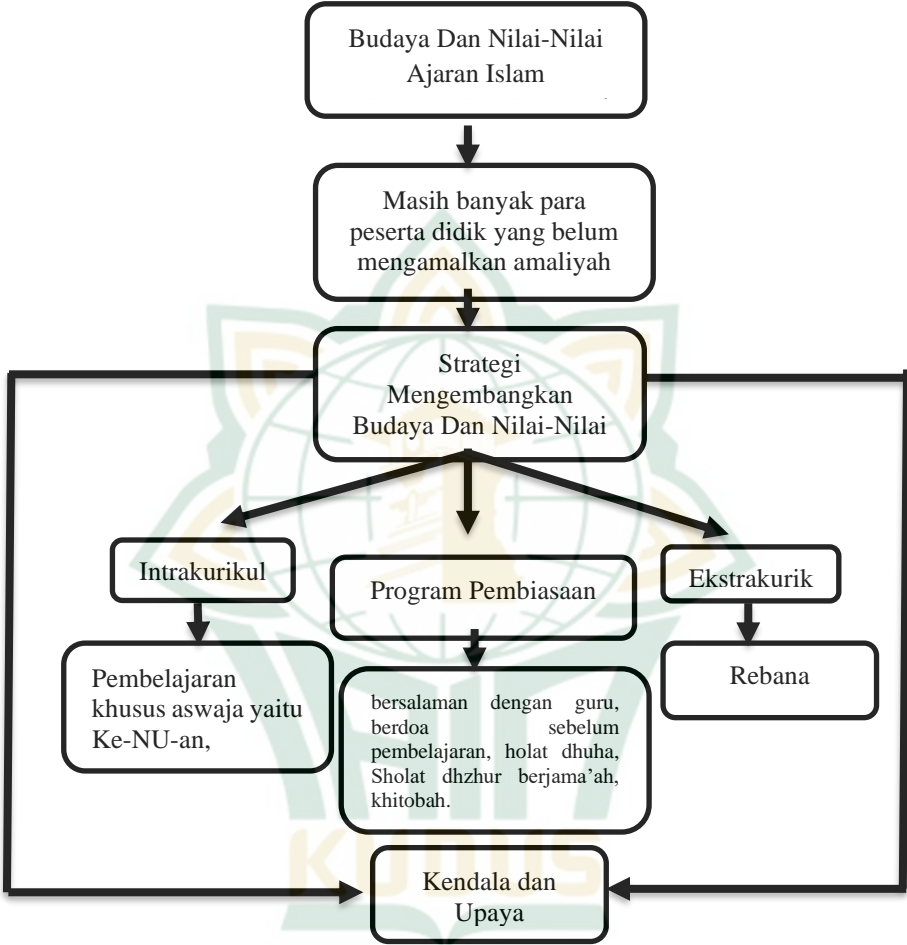 Budaya Dan Nilai-Nilai
Ajaran Islam
Masih banyak para
peserta didik yang belum
mengamalkan amaliyah
Strategi
Mengembangkan
Budaya Dan Nilai-Nilai
Intrakurikul
Program Pembiasaan
Ekstrakurik
Pembelajaran
khusus aswaja yaitu
Ke-NU-an,
bersalaman dengan guru,
berdoa sebelum
pembelajaran, holat dhuha,
Sholat dhzhur berjama’ah,
khitobah.
Rebana
KUDUS
Kendala dan
Upaya